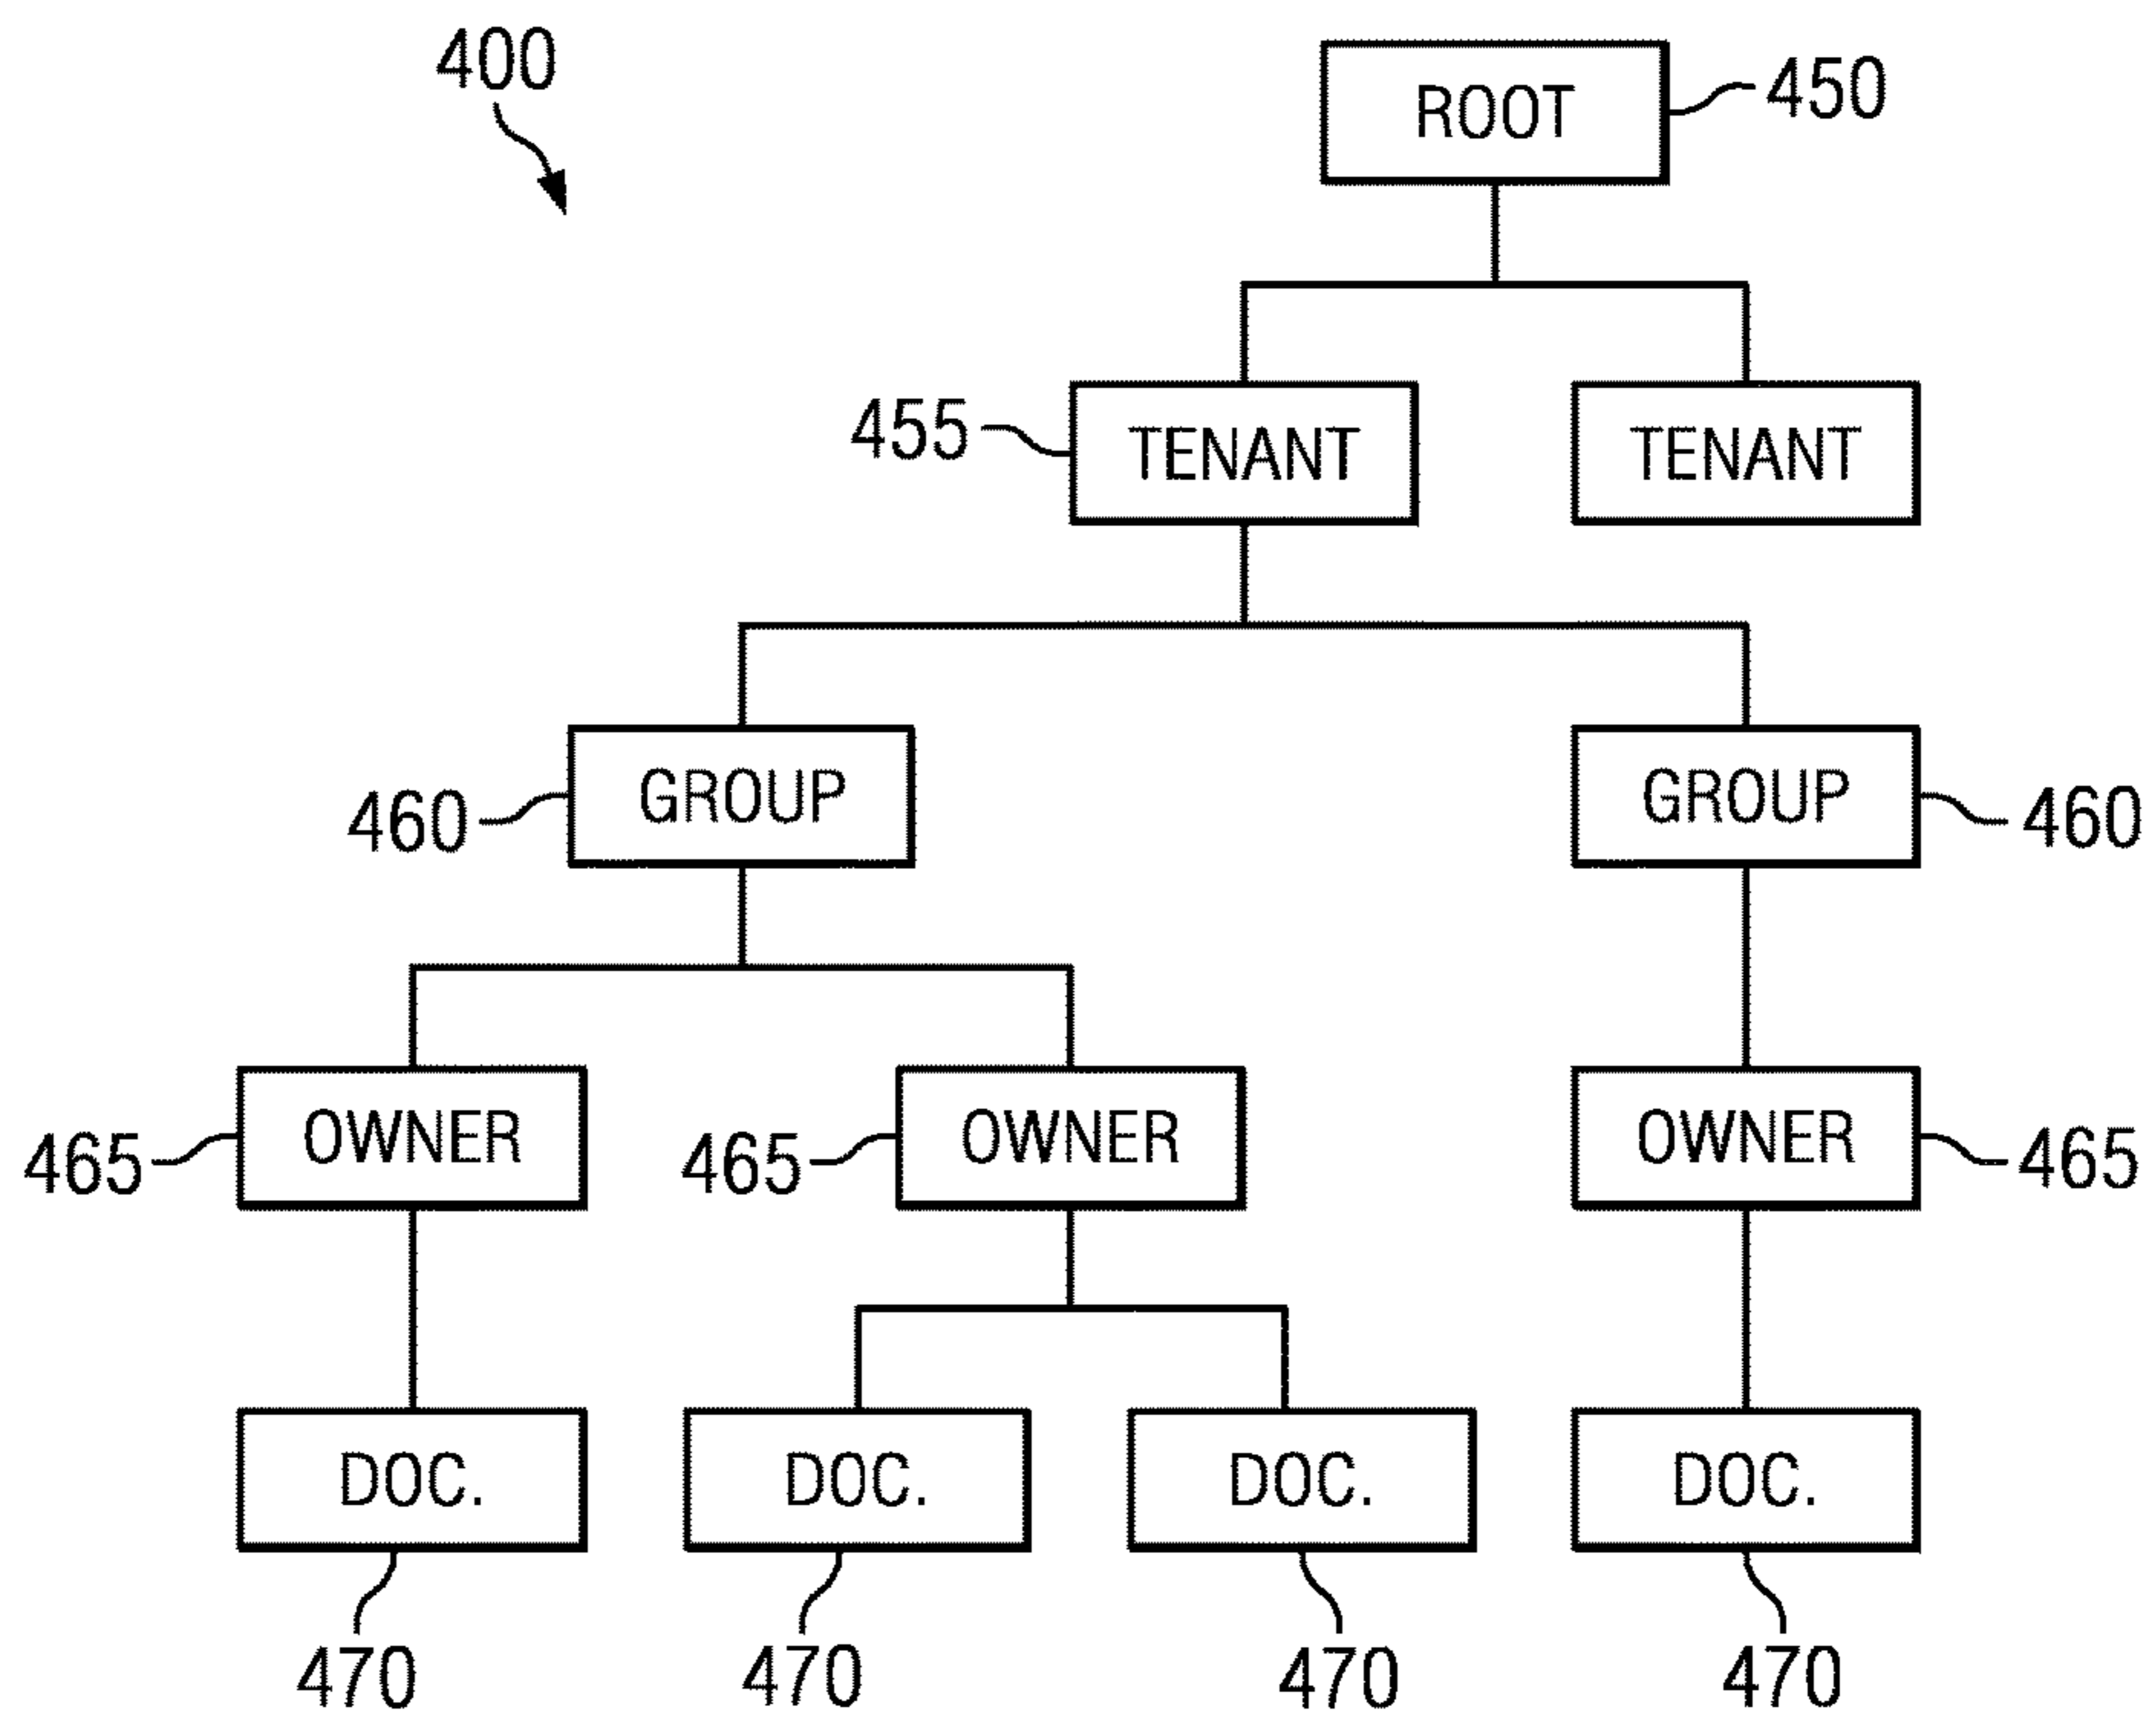 400
ROOT
450
455
TENANT
TENANT
460
GROUP
GROUP
460
465
OWNER
465
OWNER
OWNER
465
DOC.
DOC.
DOC.
DOC.
470
470
470
470